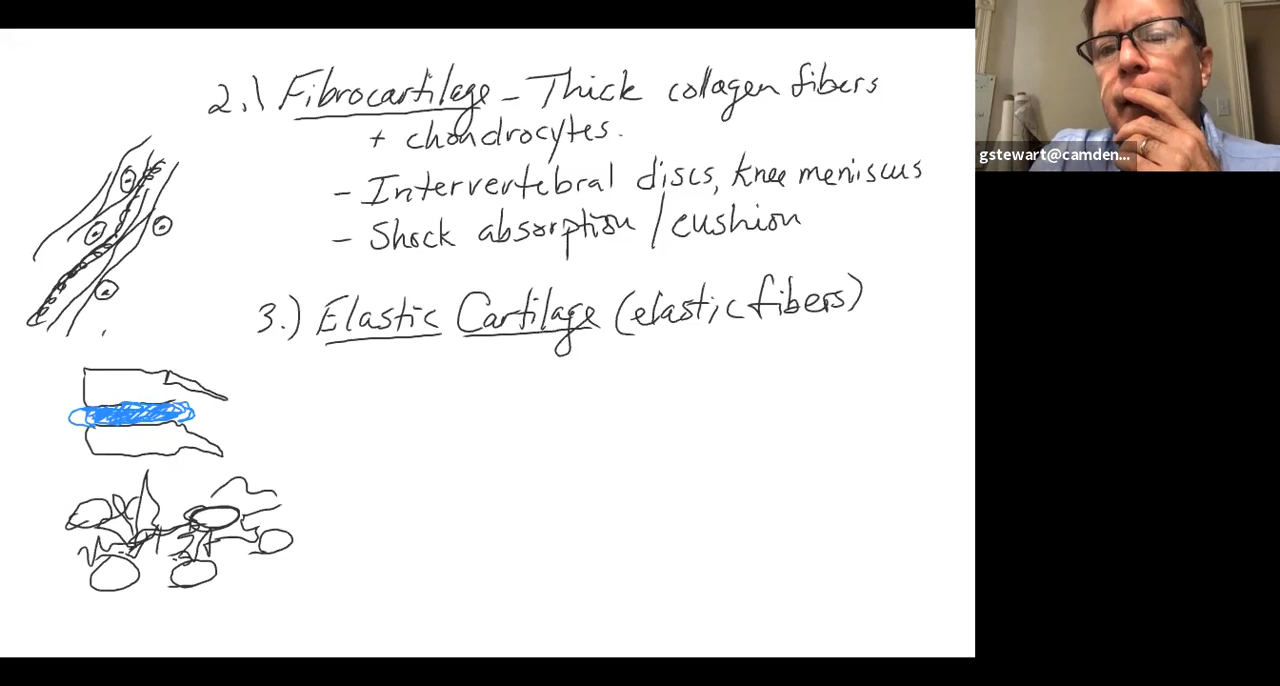 2.) Fibrocartilage - Thick collagen fibers
+ chondrocytes.
- Intervertebral discs, knee meniscus
- Shock absorption / cushion
3.) Elastic Cartilage (elastic fibers)
gstewart@camden...